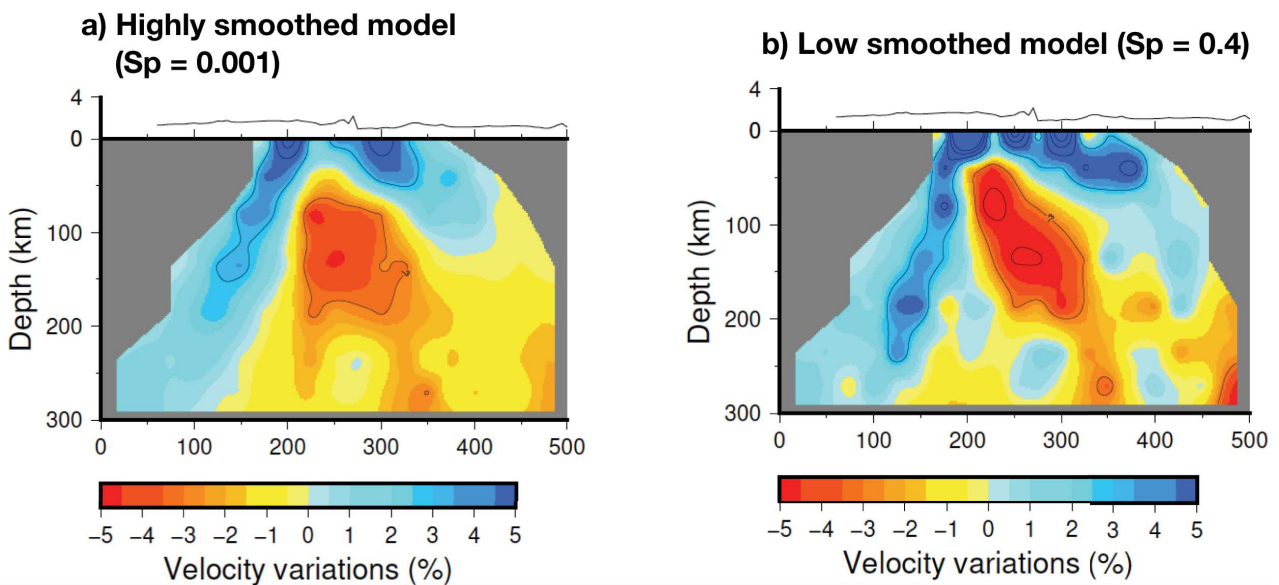 a) Highly smoothed model
(Sp = 0.001)
4
0
100
200
300
Depth (km)
0 100 200 300 400 500
−5 −4 −3 −2 −1 0 1 2 3 4 5
Velocity variations (%)
b) Low smoothed model (Sp = 0.4)
4
0
100
200
300
Depth (km)
0 100 200 300 400 500
−5 −4 −3 −2 −1 0 1 2 3 4 5
Velocity variations (%)